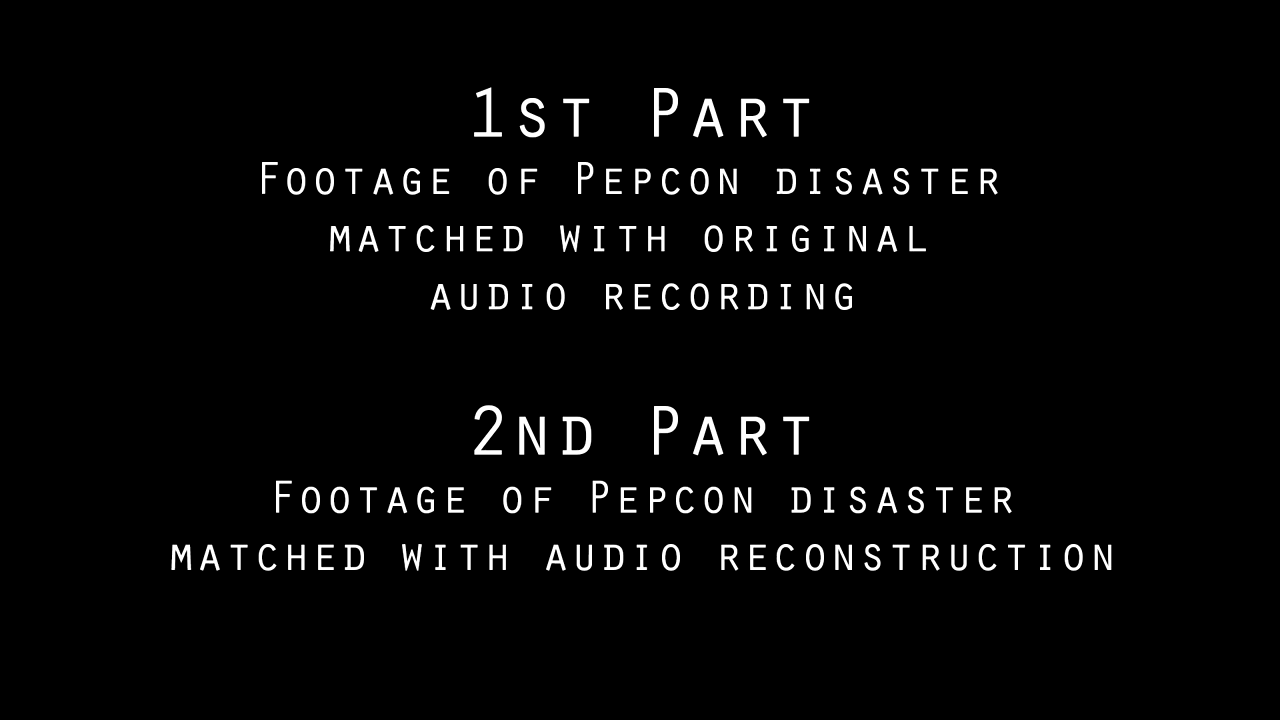 1st Part
Footage of Pepcon disaster
matched with original
audio recording
2nd Part
Footage of Pepcon disaster
matched with audio reconstruction